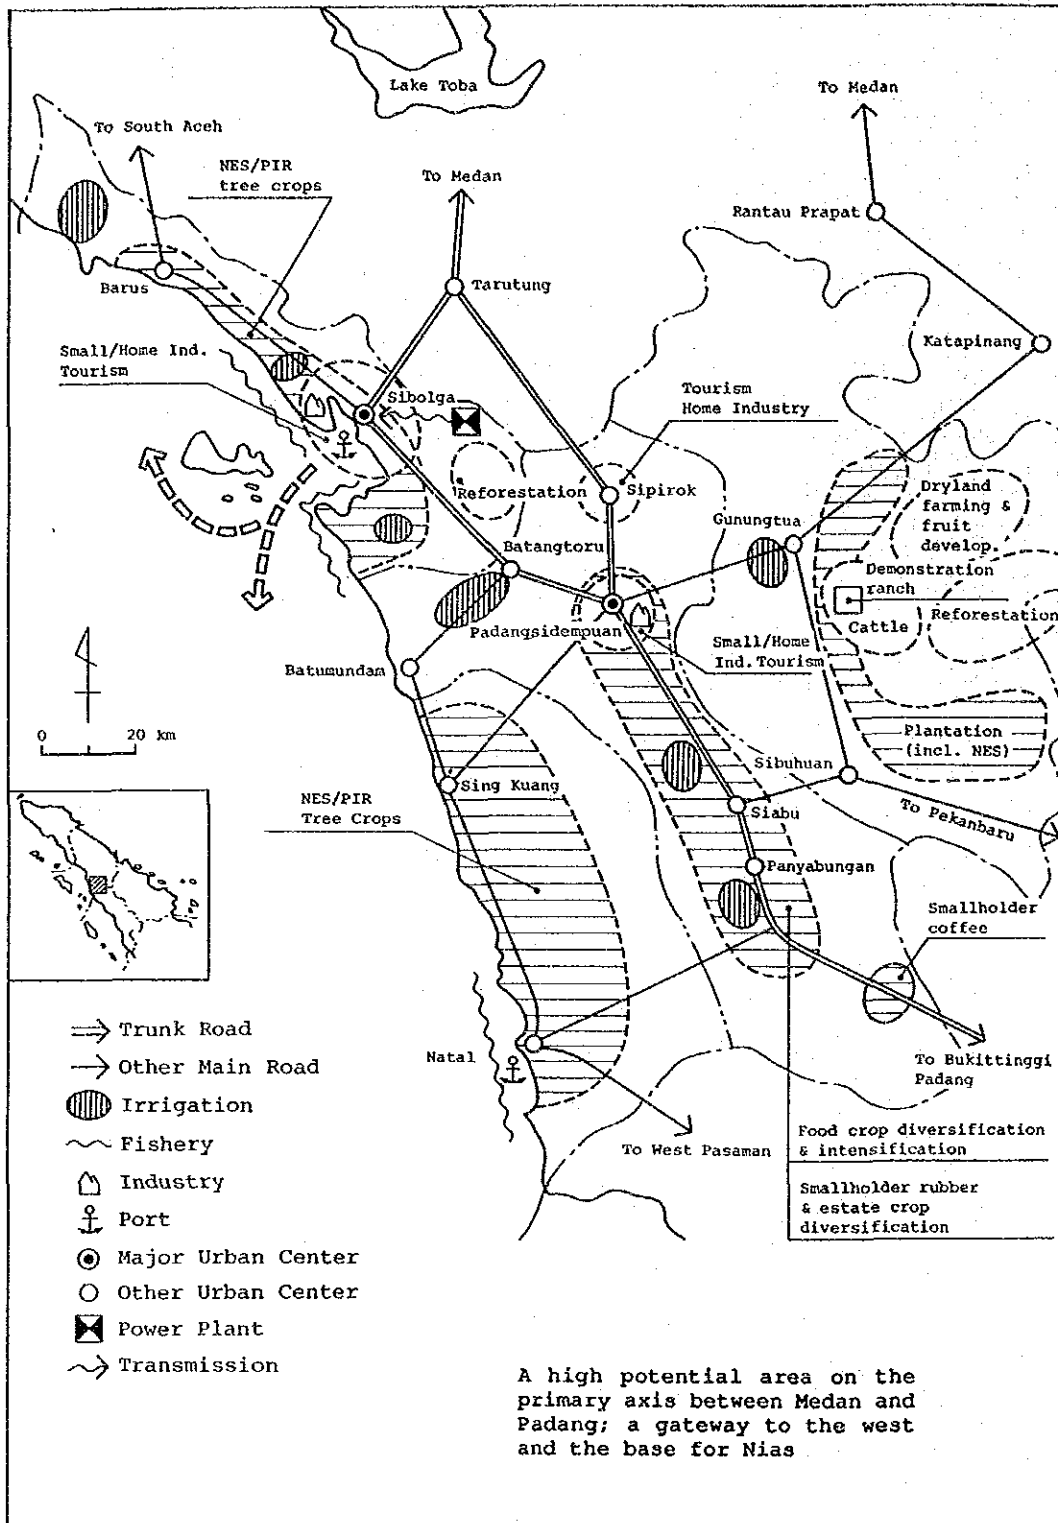 Lake Toba
To Medan
To South Aceh
NES/PIR
tree crops
To Medan
Rantau Prapat
Barus
Tarutung
Katapinang
Small/Home Ind.
Tourism
Sibolga
Tourism
Home Industry
Reforestation
Sipirok
Dryland
farming &
fruit
develop.
Gunungtua
Batangtoru
Demonstration
ranch
Reforestation
Cattle
Padangsidempuan
Small/Home
Ind. Tourism
Batumundam
0 20 km
Plantation
(incl. NES)
Sibuhuan
Sing Kuang
NES/PIR
Tree Crops
Siabu
To Pekanbaru
Panyabungan
Smallholder
coffee
Natal
To Bukittinggi
Padang
To West Pasaman
Food crop diversification
& intensification
Smallholder rubber
& estate crop
diversification
Trunk Road
Other Main Road
Irrigation
Fishery
Industry
Port
Major Urban Center
Other Urban Center
Power Plant
Transmission
A high potential area on the
primary axis between Medan and
Padang; a gateway to the west
and the base for Nias